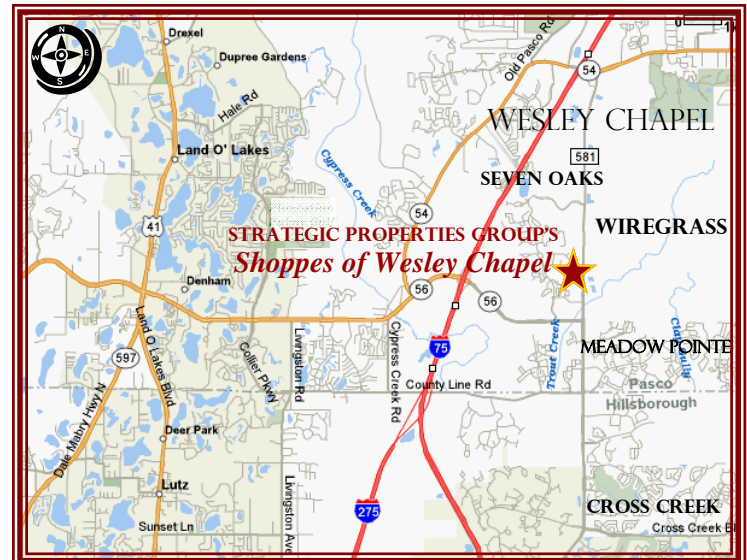 N
W E
S
Drexel
Dupree Gardens
Old Pasco Rd
0
54
Hale Rd
WESLEY CHAPEL
Land O' Lakes
581
Cypress Creek
SEVEN OAKS
54
41
WIREGRASS
STRATEGIC PROPERTIES GROUP'S
Shoppes of Wesley Chapel
Denham
56
56
Land O Lakes Blvd
597
Collier Pkwy
Livingston Rd
Cypress Creek Rd
75
Trout Creek
MEADOW POINTE
County Line Rd
Pasco
Hillsborough
Dale Mabry Hwy N
Deer Park
Lutz
Livingston Ave
275
CROSS CREEK
Sunset Ln
Cross Creek Bl